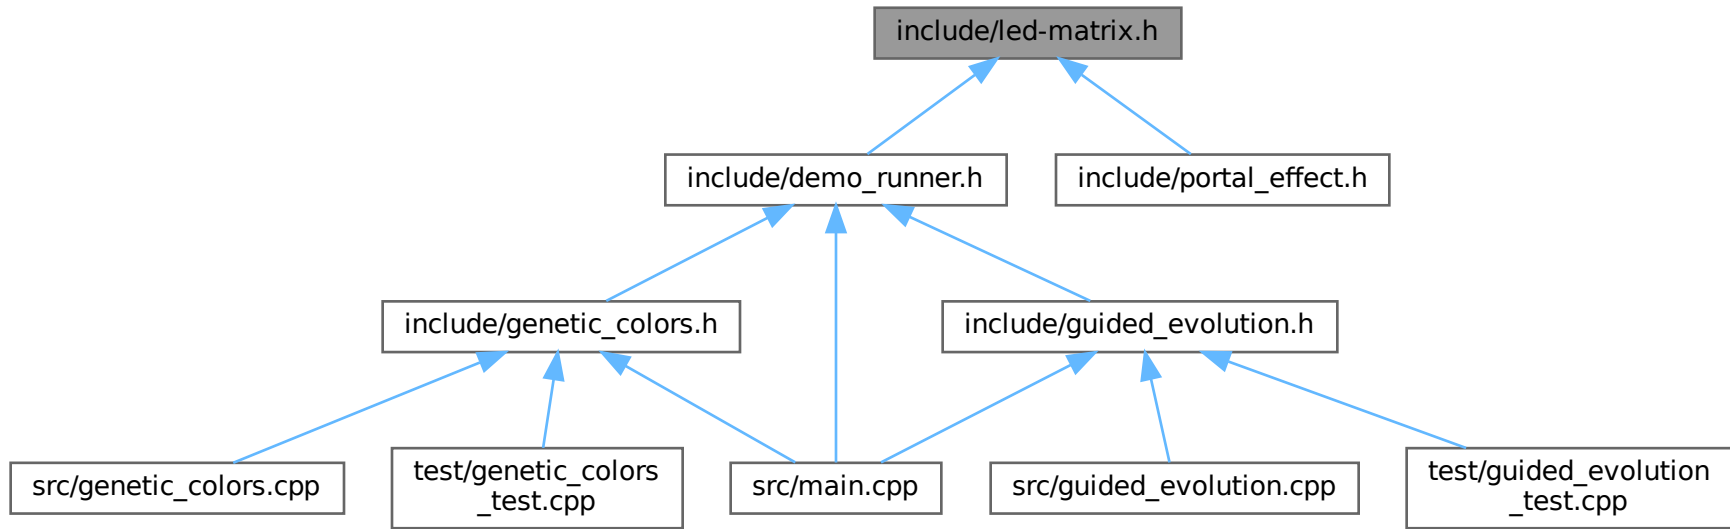 include/led-matrix.h
include/demo_runner.h
include/portal_effect.h
include/genetic_colors.h
include/guided_evolution.h
src/genetic_colors.cpp
test/genetic_colors
_test.cpp
src/main.cpp
src/guided_evolution.cpp
test/guided_evolution
_test.cpp